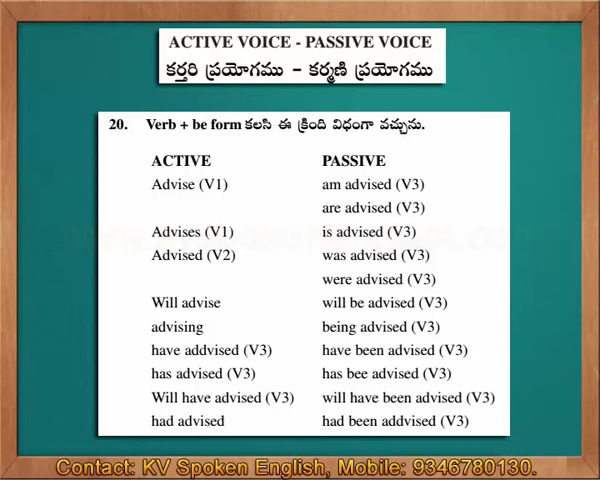 ACTIVE VOICE - PASSIVE VOICE
కర్తరి ప్రయోగము – కర్మణి ప్రయోగము
20. Verb + be form కలసి ఈ క్రింది విధంగా వచ్చును.
ACTIVE PASSIVE
Advise (V1) am advised (V3)
are advised (V3)
Advises (V1) is advised (V3)
Advised (V2) was advised (V3)
were advised (V3)
Will advise will be advised (V3)
advising being advised (V3)
have addvised (V3) have been advised (V3)
has advised (V3) has bee advised (V3)
Will have advised (V3) will have been advised (V3)
had advised had been addvised (V3)
Contact: KV Spoken English, Mobile: 9346780130.